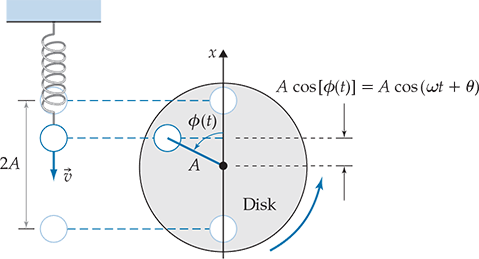 x
A cos[ϕ(t)] = A cos(ωt + θ)
ϕ(t)
2A
v⃗
A
Disk